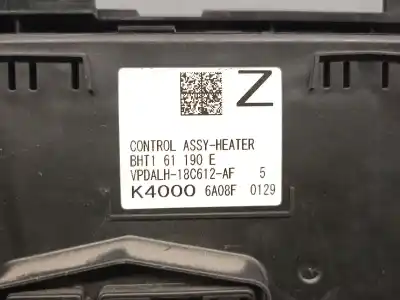 Z
CONTROL ASSY-HEATER
BHT1 61 190 E
VPDALH-18C612-AF 5
K4000 6A08F 0129